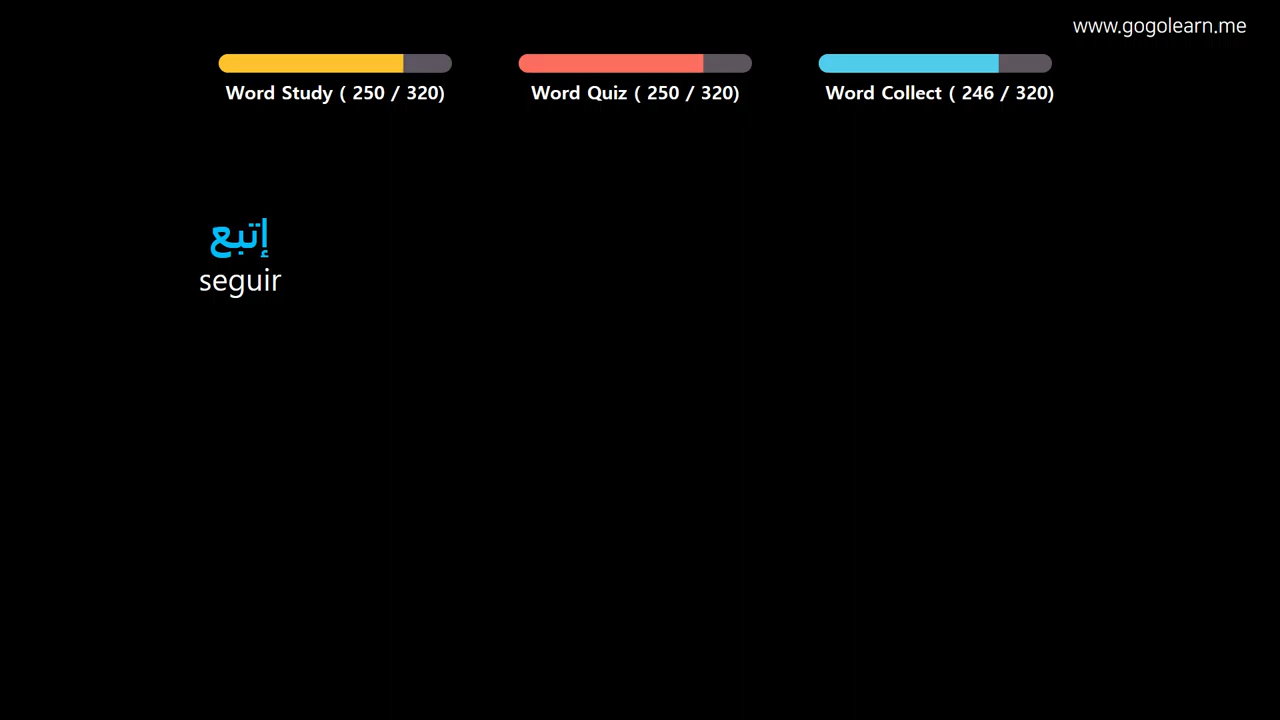 www.gogolearn.me
Word Study ( 250 / 320)
Word Quiz ( 250 / 320)
Word Collect ( 246 / 320)
إتبع
seguir